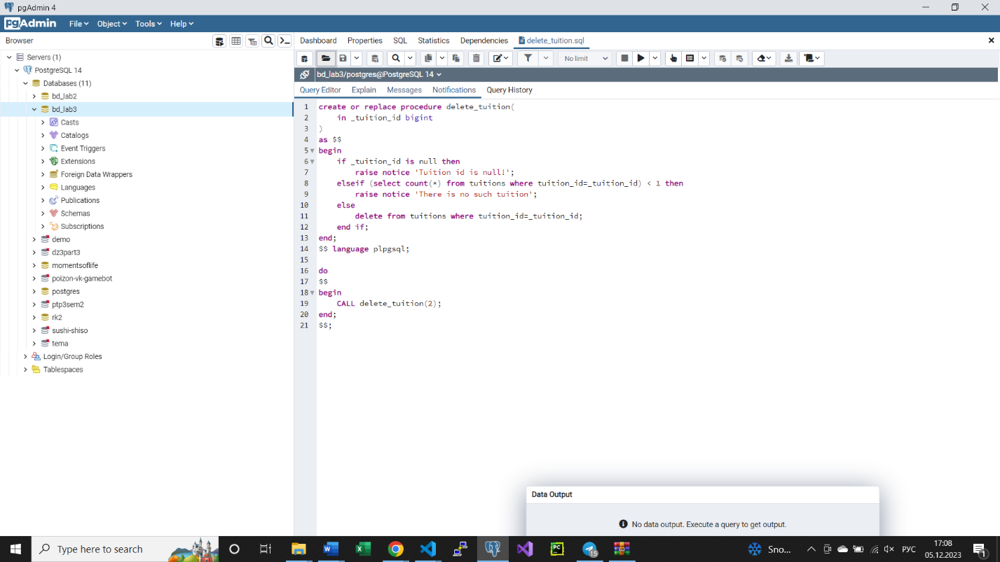 pgAdmin 4
pgAdmin File Object Tools Help
Browser
Dashboard Properties SQL Statistics Dependencies delete_tuition.sql
No limit
bd_lab3/postgres@PostgreSQL 14
Query Editor Explain Messages Notifications Query History
Servers (1)
PostgreSQL 14
Databases (11)
bd_lab2
bd_lab3
Casts
Catalogs
Event Triggers
Extensions
Foreign Data Wrappers
Languages
Publications
Schemas
Subscriptions
demo
dz3part3
momentsoflife
poizon-vk-gamebot
postgres
ptp3sem2
rk2
sushi-shiso
tema
Login/Group Roles
Tablespaces
1 create or replace procedure delete_tuition(
2     in _tuition_id bigint
3 )
4 as $$
5 begin
6     if _tuition_id is null then
7         raise notice 'Tuition id is null!';
8     elseif (select count(*) from tuitions where tuition_id=_tuition_id) < 1 then
9         raise notice 'There is no such tuition';
10     else
11         delete from tuitions where tuition_id=_tuition_id;
12     end if;
13 end;
14 $$ language plpgsql;
15
16 do
17 $$
18 begin
19     CALL delete_tuition(2);
20 end;
21 $$;
Data Output
No data output. Execute a query to get output.
Type here to search
15
Sno...
РУС
17:08
05.12.2023
1